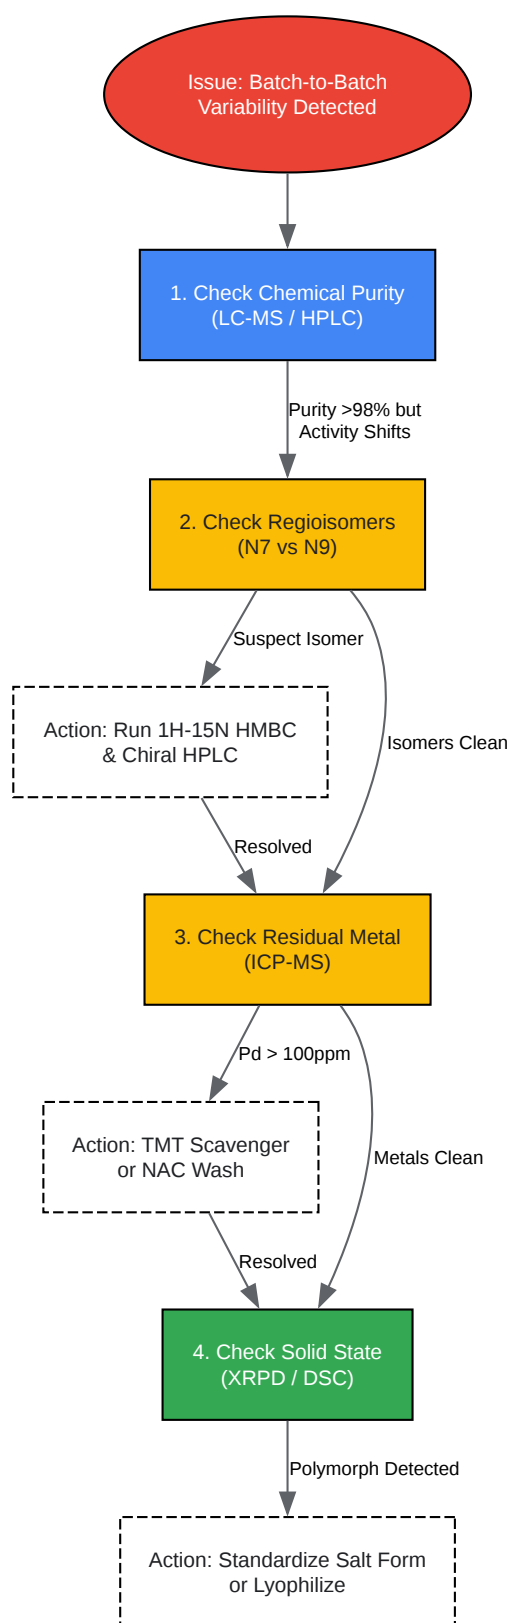 Issue: Batch-to-Batch
Variability Detected
1. Check Chemical Purity
(LC-MS / HPLC)
Purity >98% but
Activity Shifts
2. Check Regioisomers
(N7 vs N9)
Suspect Isomer
Action: Run 1H-15N HMBC
& Chiral HPLC
Isomers Clean
Resolved
3. Check Residual Metal
(ICP-MS)
Pd > 100ppm
Action: TMT Scavenger
or NAC Wash
Metals Clean
Resolved
4. Check Solid State
(XRPD / DSC)
Polymorph Detected
Action: Standardize Salt Form
or Lyophilize